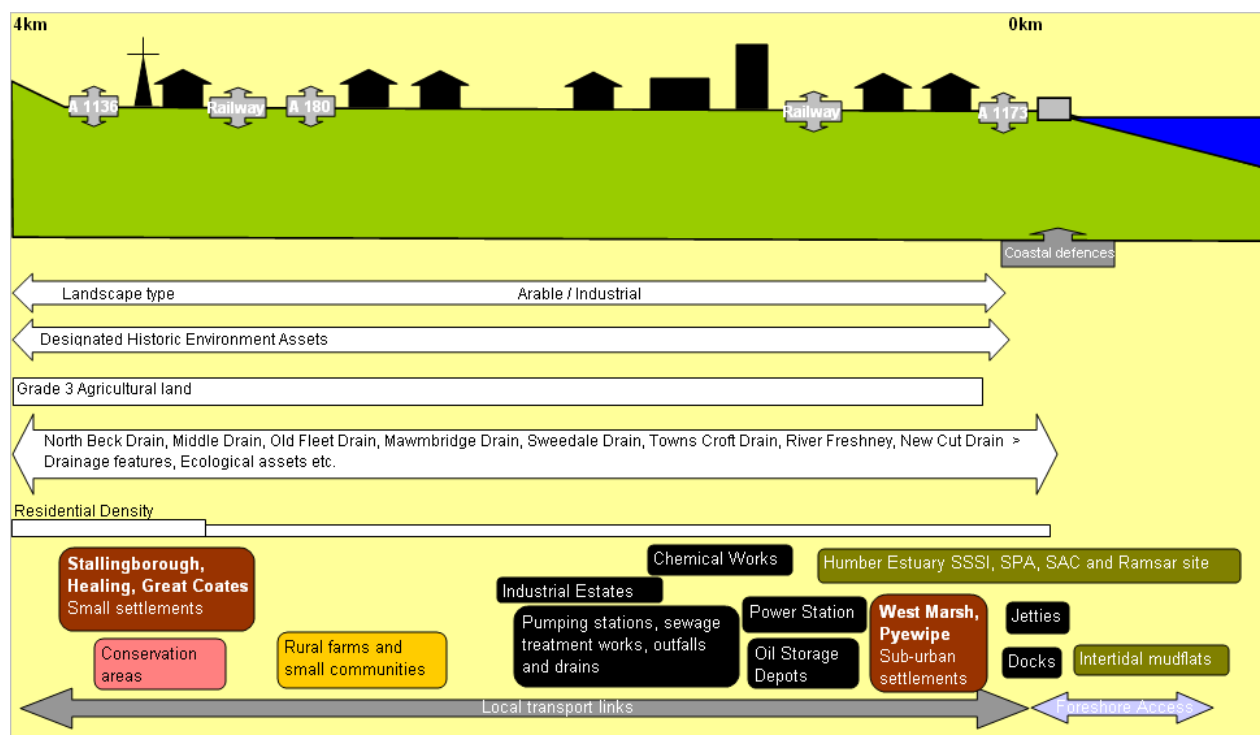 4km
0km
A 1136
Railway
A 180
Railway
A 1173
Coastal defences
Landscape type
Arable / Industrial
Designated Historic Environment Assets
Grade 3 Agricultural land
North Beck Drain, Middle Drain, Old Fleet Drain, Mawmbridge Drain, Sweedale Drain, Towns Croft Drain, River Freshney, New Cut Drain >
Drainage features, Ecological assets etc.
Residential Density
Stallingborough,
Healing, Great Coates
Small settlements
Conservation
areas
Rural farms and
small communities
Chemical Works
Industrial Estates
Pumping stations, sewage
treatment works, outfalls
and drains
Power Station
Oil Storage
Depots
Humber Estuary SSSI, SPA, SAC and Ramsar site
West Marsh,
Pyewipe
Sub-urban
settlements
Jetties
Docks
Intertidal mudflats
Local transport links
Foreshore Access